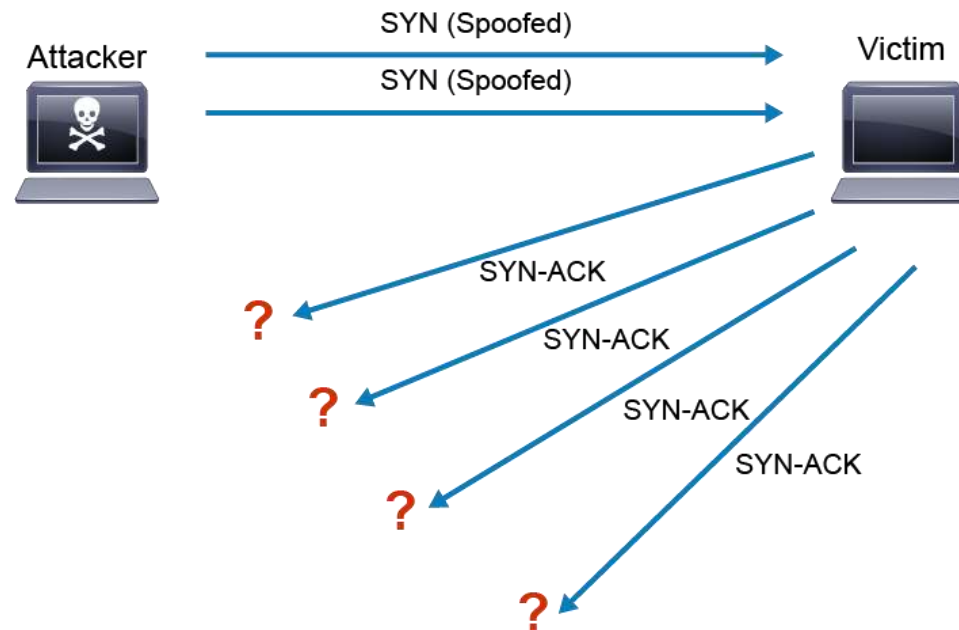 SYN (Spoofed)
Attacker
Victim
SYN (Spoofed)
SYN-ACK
?
SYN-ACK
?
SYN-ACK
SYN-ACK
?
?